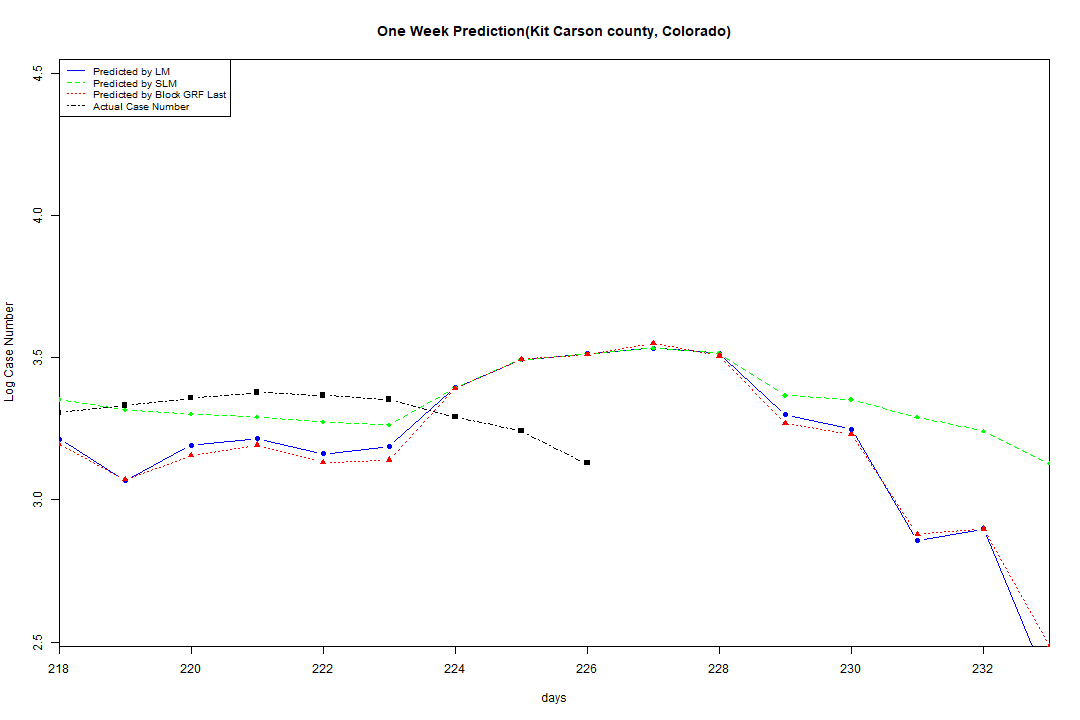 One Week Prediction(Kit Carson county, Colorado)
Predicted by LM
Predicted by SLM
Predicted by Block GRF Last
Actual Case Number
Log Case Number
4.5
4.0
3.5
3.0
2.5
218 220 222 224 226 228 230 232
days